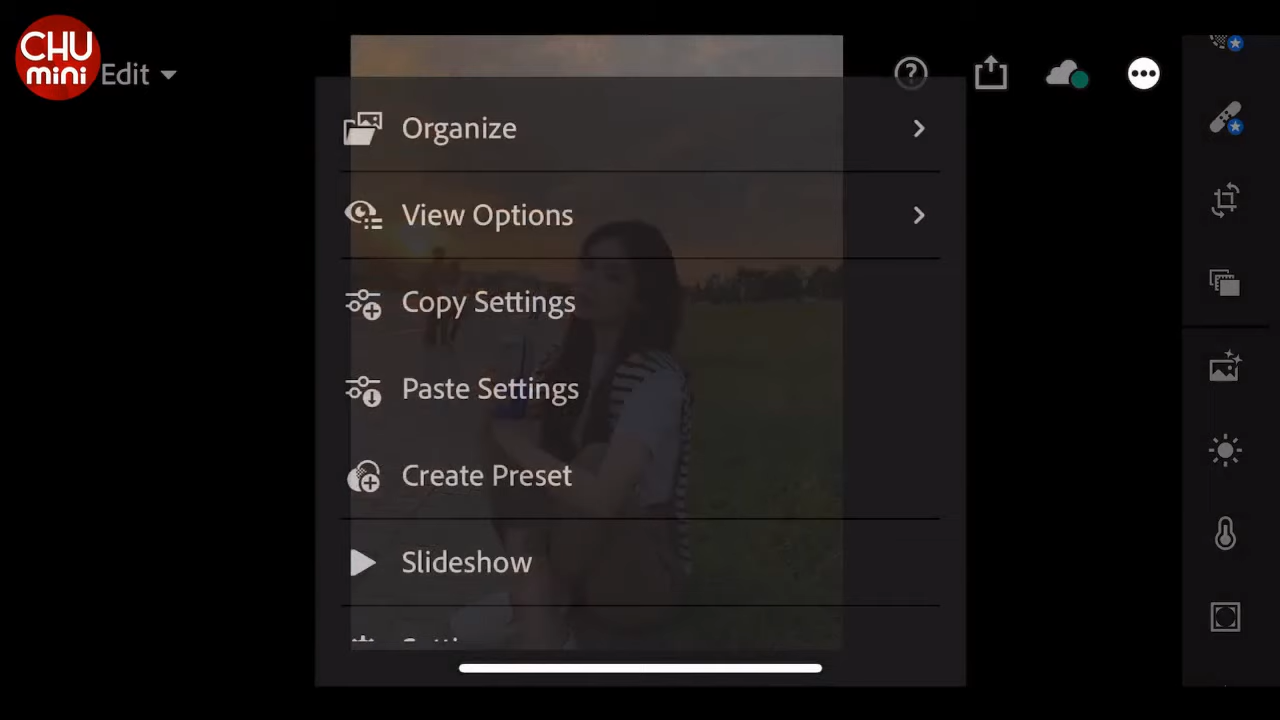 CHU
mini
Edit
Organize
View Options
Copy Settings
Paste Settings
Create Preset
Slideshow